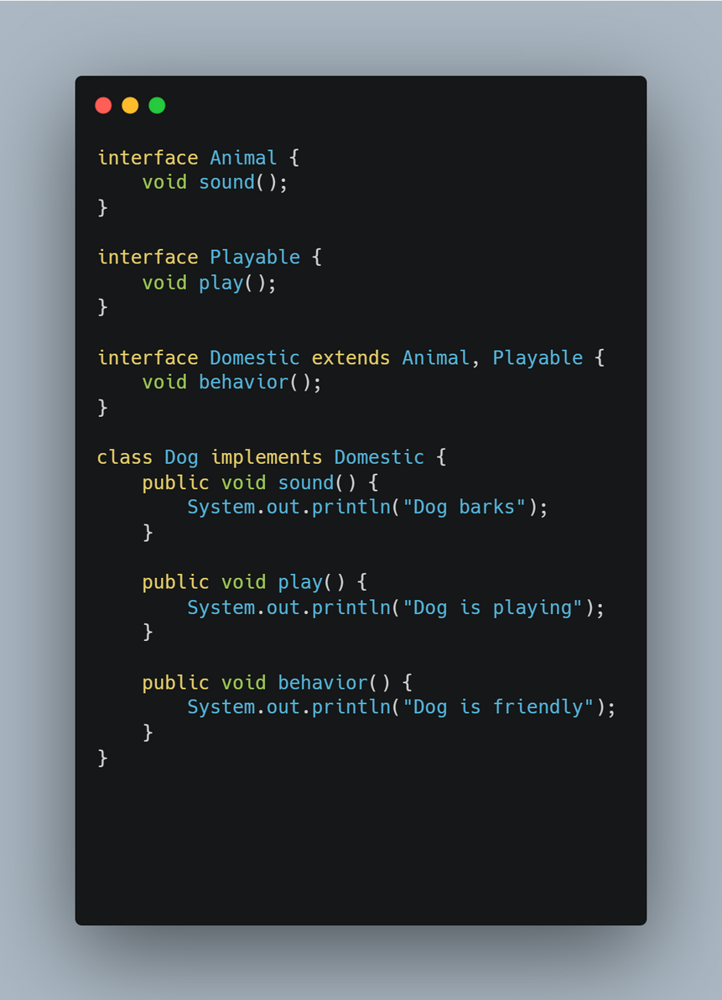 interface Animal {
    void sound();
}

interface Playable {
    void play();
}

interface Domestic extends Animal, Playable {
    void behavior();
}

class Dog implements Domestic {
    public void sound() {
        System.out.println("Dog barks");
    }

    public void play() {
        System.out.println("Dog is playing");
    }

    public void behavior() {
        System.out.println("Dog is friendly");
    }
}